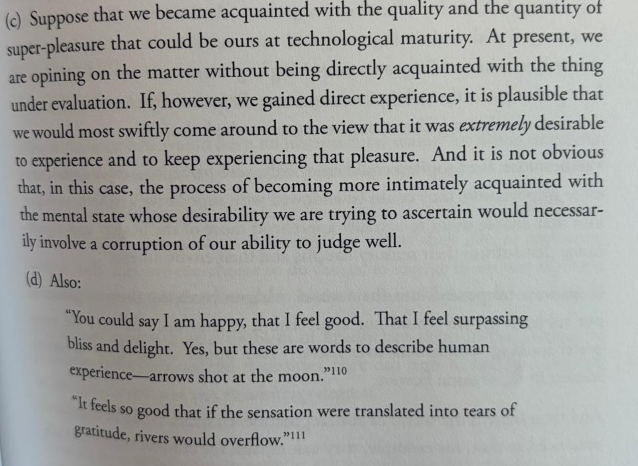 (c) Suppose that we became acquainted with the quality and the quantity of
super-pleasure that could be ours at technological maturity. At present, we
are opining on the matter without being directly acquainted with the thing
under evaluation. If, however, we gained direct experience, it is plausible that
we would most swiftly come around to the view that it was extremely desirable
to experience and to keep experiencing that pleasure. And it is not obvious
that, in this case, the process of becoming more intimately acquainted with
the mental state whose desirability we are trying to ascertain would necessar-
ily involve a corruption of our ability to judge well.
(d) Also:
“You could say I am happy, that I feel good. That I feel surpassing
bliss and delight. Yes, but these are words to describe human
experience—arrows shot at the moon.”110
“It feels so good that if the sensation were translated into tears of
gratitude, rivers would overflow.”111